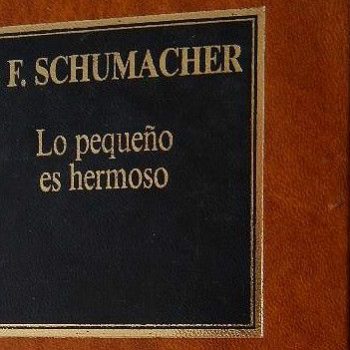 F. SCHUMACHER
Lo pequeño
es hermoso